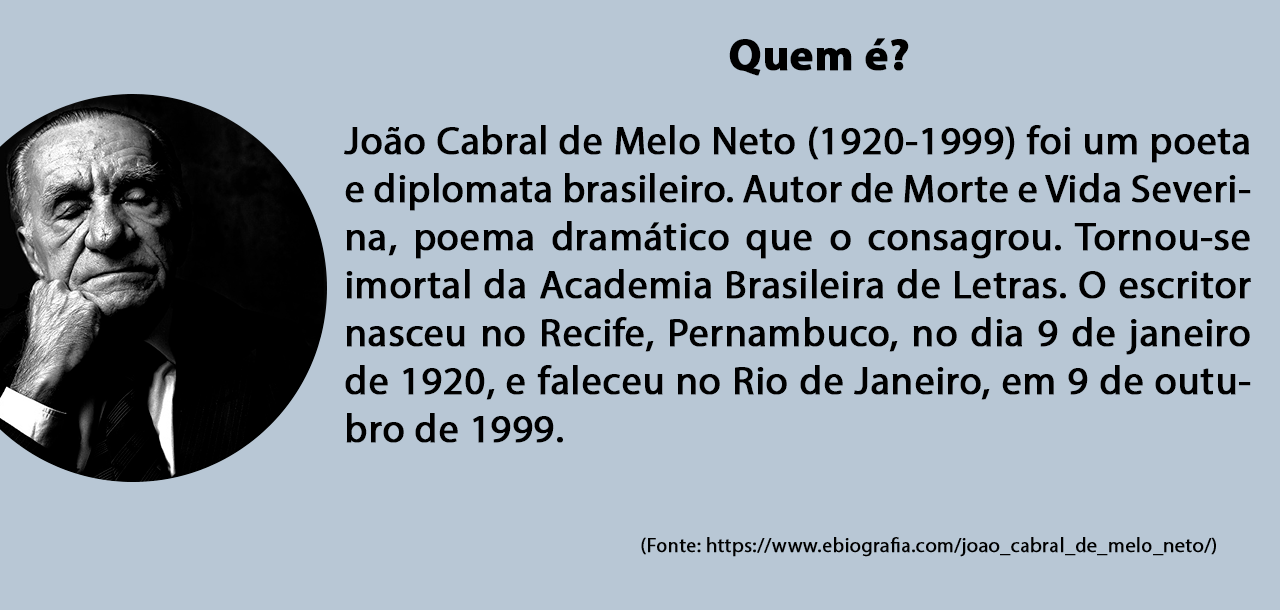 Quem é?
João Cabral de Melo Neto (1920-1999) foi um poeta
e diplomata brasileiro. Autor de Morte e Vida Severi-
na, poema dramático que o consagrou. Tornou-se
imortal da Academia Brasileira de Letras. O escritor
nasceu no Recife, Pernambuco, no dia 9 de janeiro
de 1920, e faleceu no Rio de Janeiro, em 9 de outu-
bro de 1999.
(Fonte: https://www.ebiografia.com/joao_cabral_de_melo_neto/)